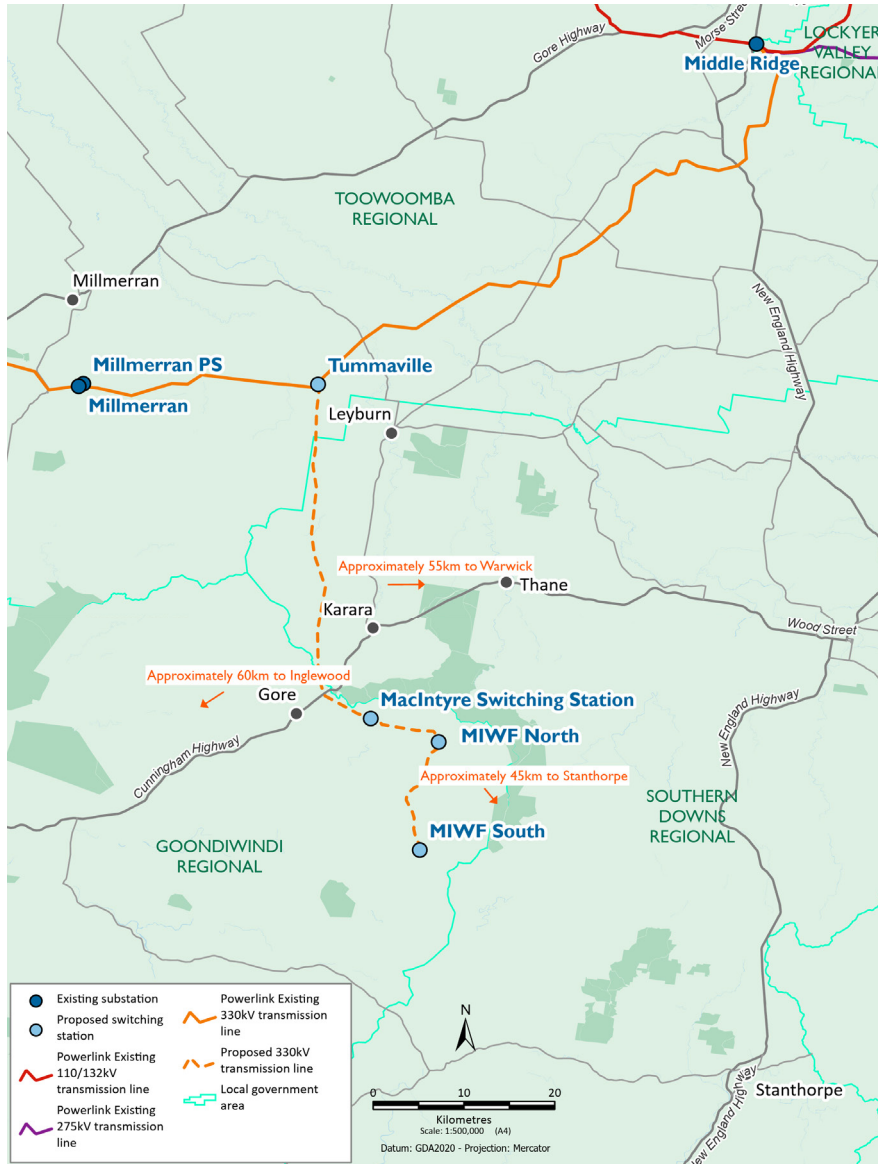 Gore Highway
Morse Street
LOCKYER
VALLEY
REGIONAL
Middle Ridge
TOOWOOMBA
REGIONAL
Millmerran
New England Highway
Millmerran PS
Tummaville
Millmerran
Leyburn
Approximately 55km to Warwick
Thane
Karara
Wood Street
Approximately 60km to Inglewood
Gore
MacIntyre Switching Station
New England Highway
MIWF North
Cunningham Highway
Approximately 45km to Stanthorpe
SOUTHERN
DOWNS
REGIONAL
MIWF South
GOONDIWINDI
REGIONAL
Existing substation
Proposed switching
station
Powerlink Existing
110/132kV
transmission line
Powerlink Existing
275kV transmission
line
Powerlink Existing
330kV transmission
line
Proposed 330kV
transmission line
Local government
area
N
0 10 20
Kilometres
Scale: 1:500,000 (A4)
Datum: GDA2020 - Projection: Mercator
Stanthorpe
New England Highway